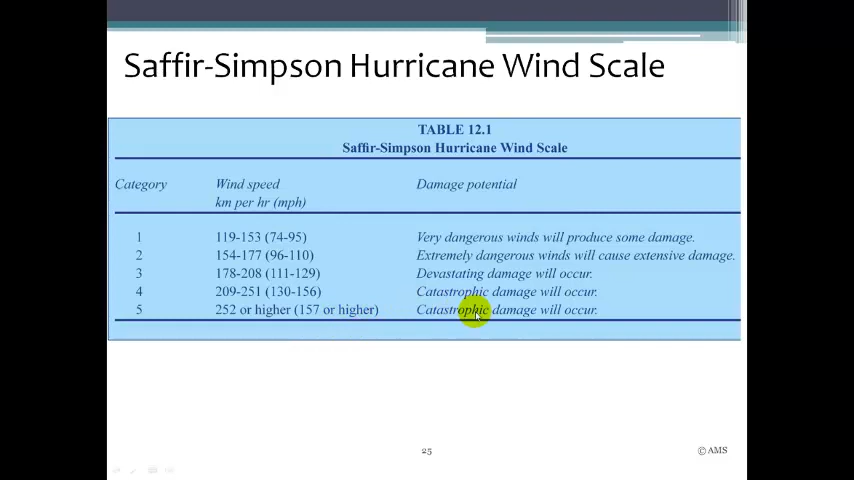 Saffir-Simpson Hurricane Wind Scale
TABLE 12.1
Saffir-Simpson Hurricane Wind Scale
Category Wind speed Damage potential
km per hr (mph)
1 119-153 (74-95) Very dangerous winds will produce some damage.
2 154-177 (96-110) Extremely dangerous winds will cause extensive damage.
3 178-208 (111-129) Devastating damage will occur.
4 209-251 (130-156) Catastrophic damage will occur.
5 252 or higher (157 or higher) Catastrophic damage will occur.
25 © AMS